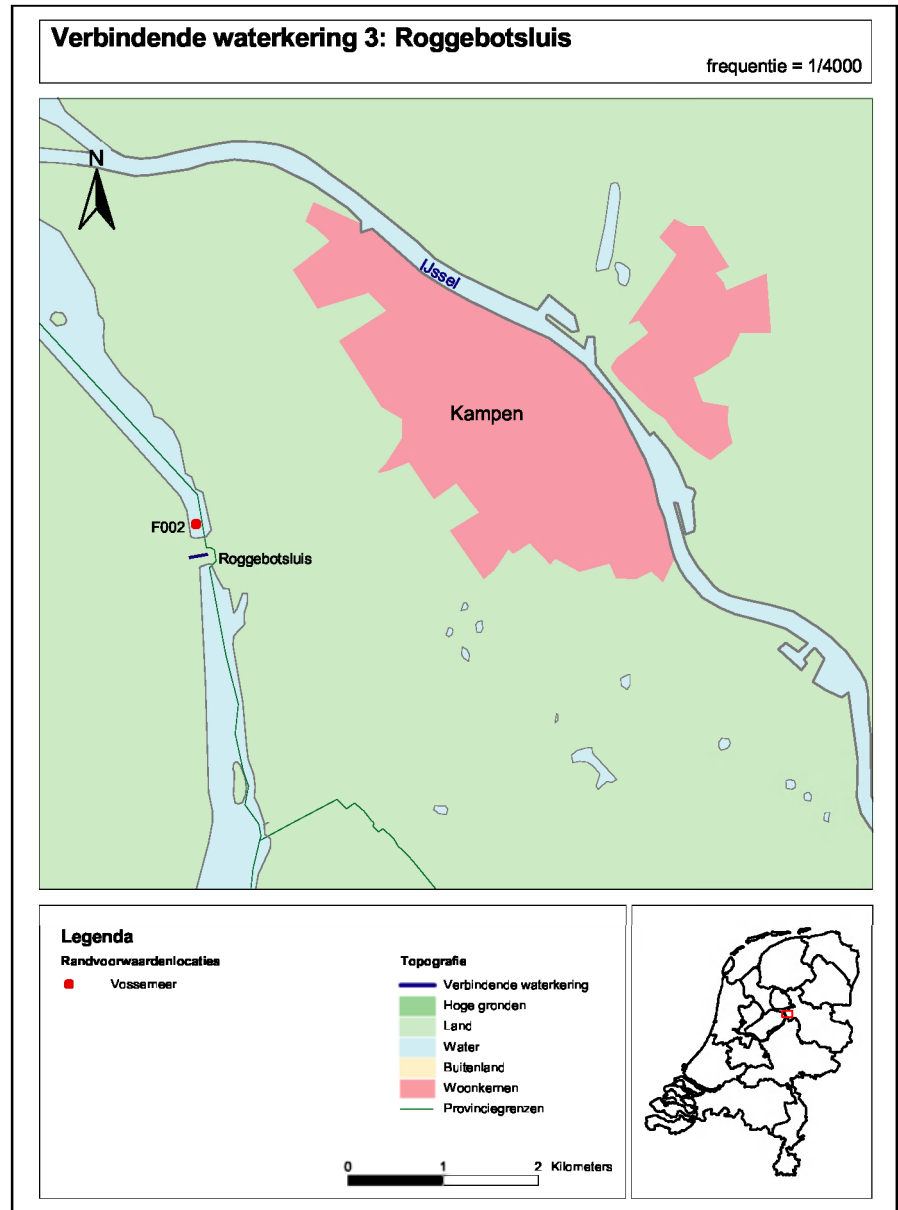 Verbindende waterkering 3: Roggebotsluis
frequentie = 1/4000
N
IJssel
Kampen
F002
Roggebotsluis
Legenda
Randvoorwaardenlocaties
Vossemeer
Topografie
Verbindende waterkering
Hoge gronden
Land
Water
Buitenland
Woonkernen
Provinciegrenzen
0 1 2 Kilometers